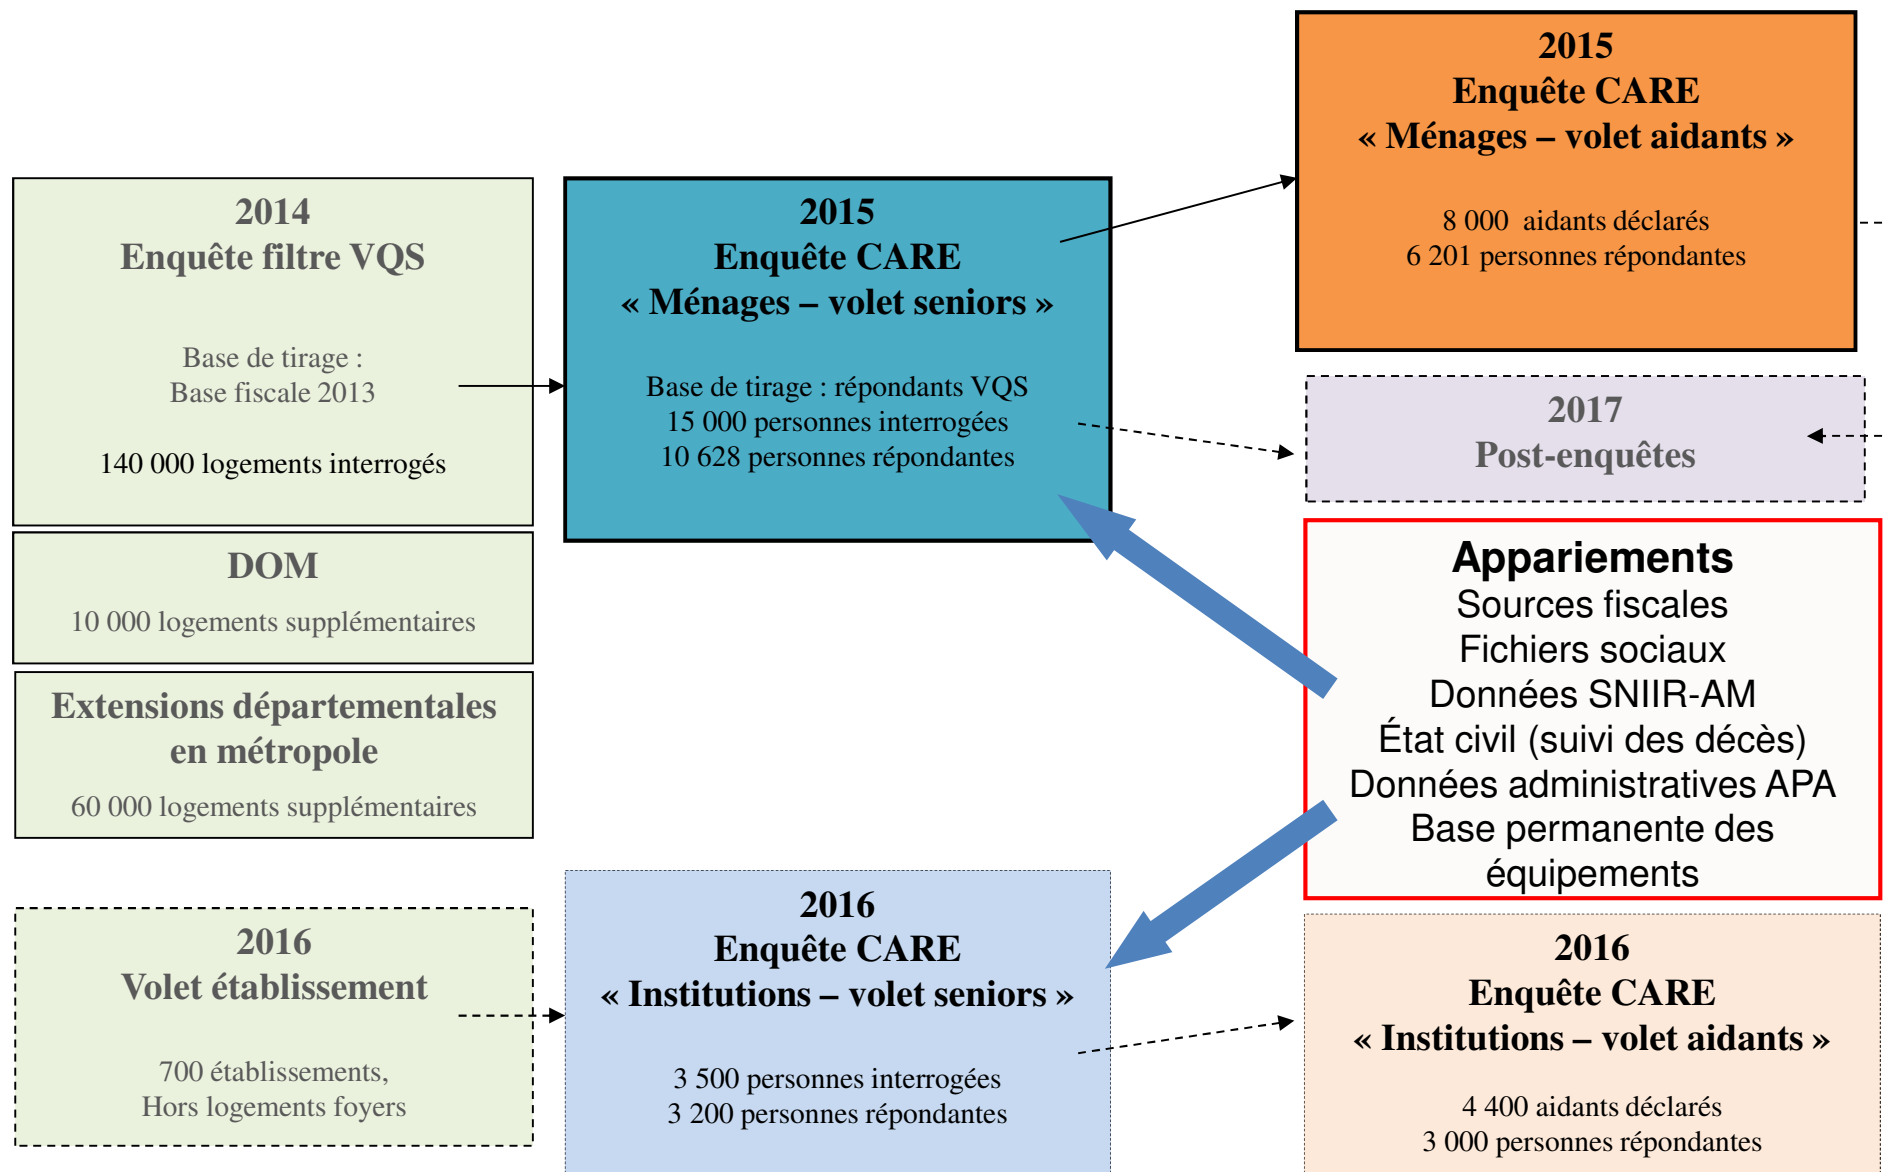 2014
Enquête filtre VQS
Base de tirage :
Base fiscale 2013
140 000 logements interrogés
DOM
10 000 logements supplémentaires
Extensions départementales
en métropole
60 000 logements supplémentaires
2016
Volet établissement
700 établissements,
Hors logements foyers
2015
Enquête CARE
« Ménages – volet seniors »
Base de tirage : répondants VQS
15 000 personnes interrogées
10 628 personnes répondantes
2016
Enquête CARE
« Institutions – volet seniors »
3 500 personnes interrogées
3 200 personnes répondantes
2015
Enquête CARE
« Ménages – volet aidants »
8 000 aidants déclarés
6 201 personnes répondantes
2017
Post-enquêtes
Appariements
Sources fiscales
Fichiers sociaux
Données SNIIR-AM
État civil (suivi des décès)
Données administratives APA
Base permanente des
équipements
2016
Enquête CARE
« Institutions – volet aidants »
4 400 aidants déclarés
3 000 personnes répondantes